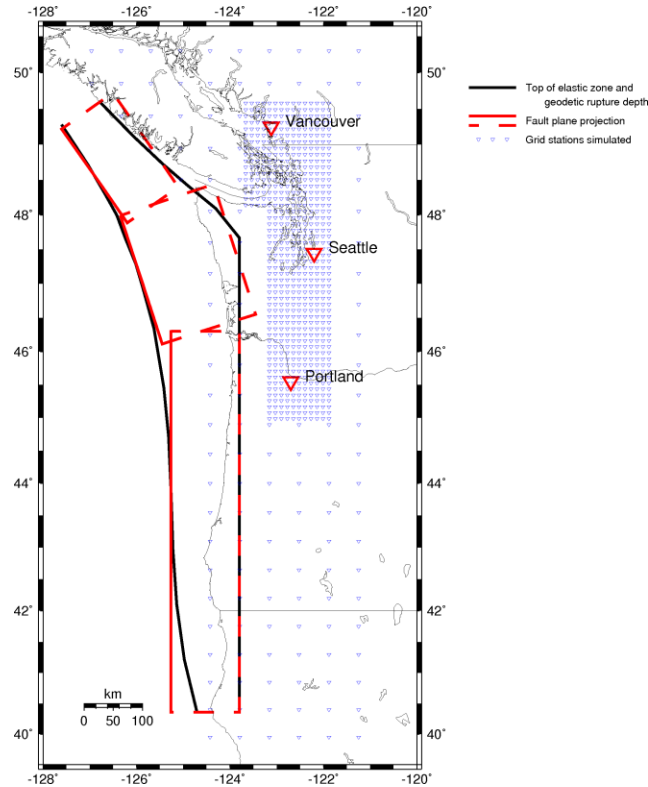 -128° -126° -124° -122° -120°
50° 50°
Top of elastic zone and
geodetic rupture depth
Fault plane projection
Vancouver
Grid stations simulated
48° 48°
Seattle
46° 46°
Portland
44° 44°
42° 42°
km
0 50 100
40° 40°
-128° -126° -124° -122° -120°